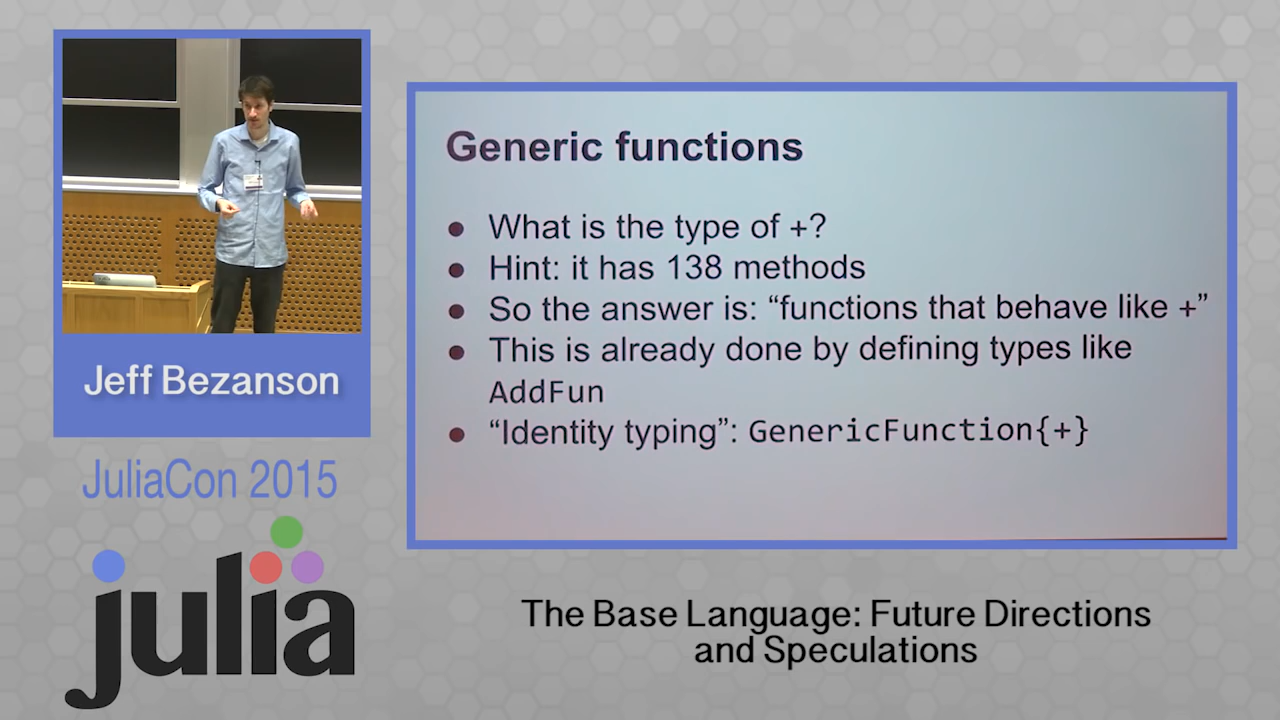 Generic functions
● What is the type of +?
● Hint: it has 138 methods
● So the answer is: “functions that behave like +”
● This is already done by defining types like
AddFun
● “Identity typing”: GenericFunction{+}
Jeff Bezanson
JuliaCon 2015
julia
The Base Language: Future Directions
and Speculations